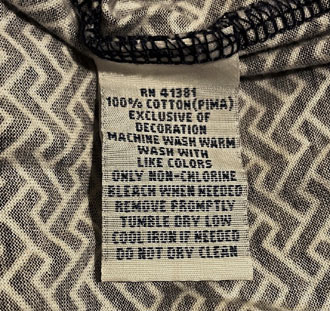 RN 41381
100% COTTON(PIMA)
EXCLUSIVE OF
DECORATION
MACHINE WASH WARM
WASH WITH
LIKE COLORS
ONLY NON-CHLORINE
BLEACH WHEN NEEDED
REMOVE PROMPTLY
TUMBLE DRY LOW
COOL IRON IF NEEDED
DO NOT DRY CLEAN